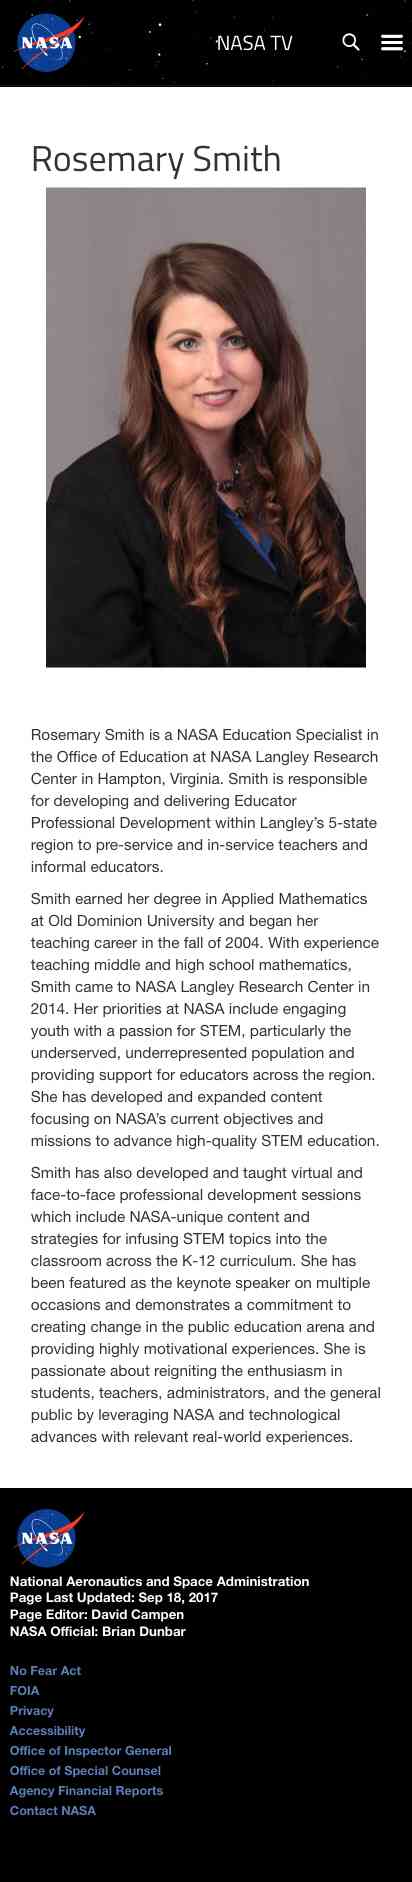 NASA
NASA TV
Rosemary Smith
Rosemary Smith is a NASA Education Specialist in
the Office of Education at NASA Langley Research
Center in Hampton, Virginia. Smith is responsible
for developing and delivering Educator
Professional Development within Langley’s 5-state
region to pre-service and in-service teachers and
informal educators.
Smith earned her degree in Applied Mathematics
at Old Dominion University and began her
teaching career in the fall of 2004. With experience
teaching middle and high school mathematics,
Smith came to NASA Langley Research Center in
2014. Her priorities at NASA include engaging
youth with a passion for STEM, particularly the
underserved, underrepresented population and
providing support for educators across the region.
She has developed and expanded content
focusing on NASA’s current objectives and
missions to advance high-quality STEM education.
Smith has also developed and taught virtual and
face-to-face professional development sessions
which include NASA-unique content and
strategies for infusing STEM topics into the
classroom across the K-12 curriculum. She has
been featured as the keynote speaker on multiple
occasions and demonstrates a commitment to
creating change in the public education arena and
providing highly motivational experiences. She is
passionate about reigniting the enthusiasm in
students, teachers, administrators, and the general
public by leveraging NASA and technological
advances with relevant real-world experiences.
NASA
National Aeronautics and Space Administration
Page Last Updated: Sep 18, 2017
Page Editor: David Campen
NASA Official: Brian Dunbar
No Fear Act
FOIA
Privacy
Accessibility
Office of Inspector General
Office of Special Counsel
Agency Financial Reports
Contact NASA